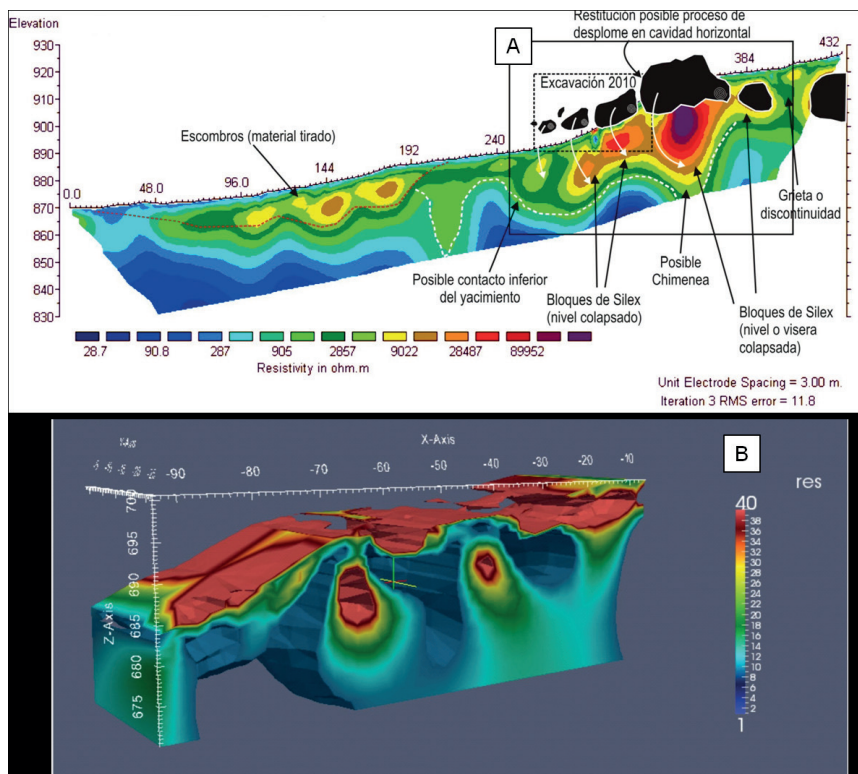 Elevation
930
920
910
900
890
880
870
860
850
840
830
Restitución posible proceso de
desplome en cavidad horizontal
A
Excavación 2010
384
432
Escombros (material tirado)
0.0
48.0
96.0
144
192
240
Grieta o
discontinuidad
Posible contacto inferior
del yacimiento
Bloques de Silex
(nivel colapsado)
Posible
Chimenea
Bloques de Silex
(nivel o visera
colapsada)
28.7 90.8 287 905 2857 9022 28487 89952
Resistivity in ohm.m
Unit Electrode Spacing = 3.00 m.
Iteration 3 RMS error = 11.8
B
X-Axis
-90 -80 -70 -60 -50 -40 -30 -20 -10
Z-Axis
700
695
690
685
680
675
res
40
38
36
34
32
30
28
26
24
22
20
18
16
14
12
10
8
6
4
2
1